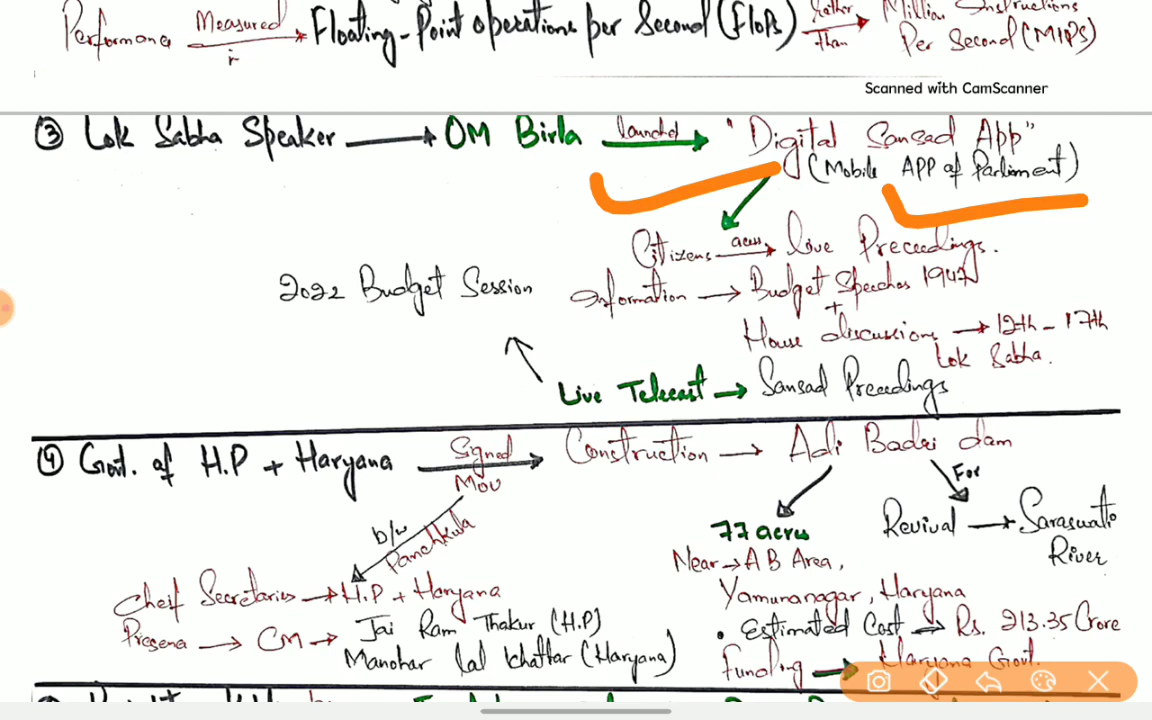 Performance Measured in → Floating-Point operations per Second (FloPs) rather Than → Million Instructions Per Second (MIPS)
Scanned with CamScanner
③ Lok Sabha Speaker → OM Birla launched → "Digital Sansad App"
(Mobile APP of Parliment)
Citizens access → live Preceedings.
2022 Budget Session
Information → Budget Speeches 1947
+
House discussions → 12th - 17th
Lok Sabha.
Live Telecast → Sansad Preceedings
④ Govt. of H.P + Haryana Signed MOU → Construction → Adi Badri dam
b/w Panchkula
For
77 acres
Revival → Saraswati River
Near → A B Area,
Yamunanagar, Haryana
Cheif Secretaries → H.P + Haryana
Presence → CM → Jai Ram Thakur (H.P)
Manohar lal Khattar (Haryana)
• Estimated Cost → Rs. 213.35 Crore
Funding → Haryana Govt.